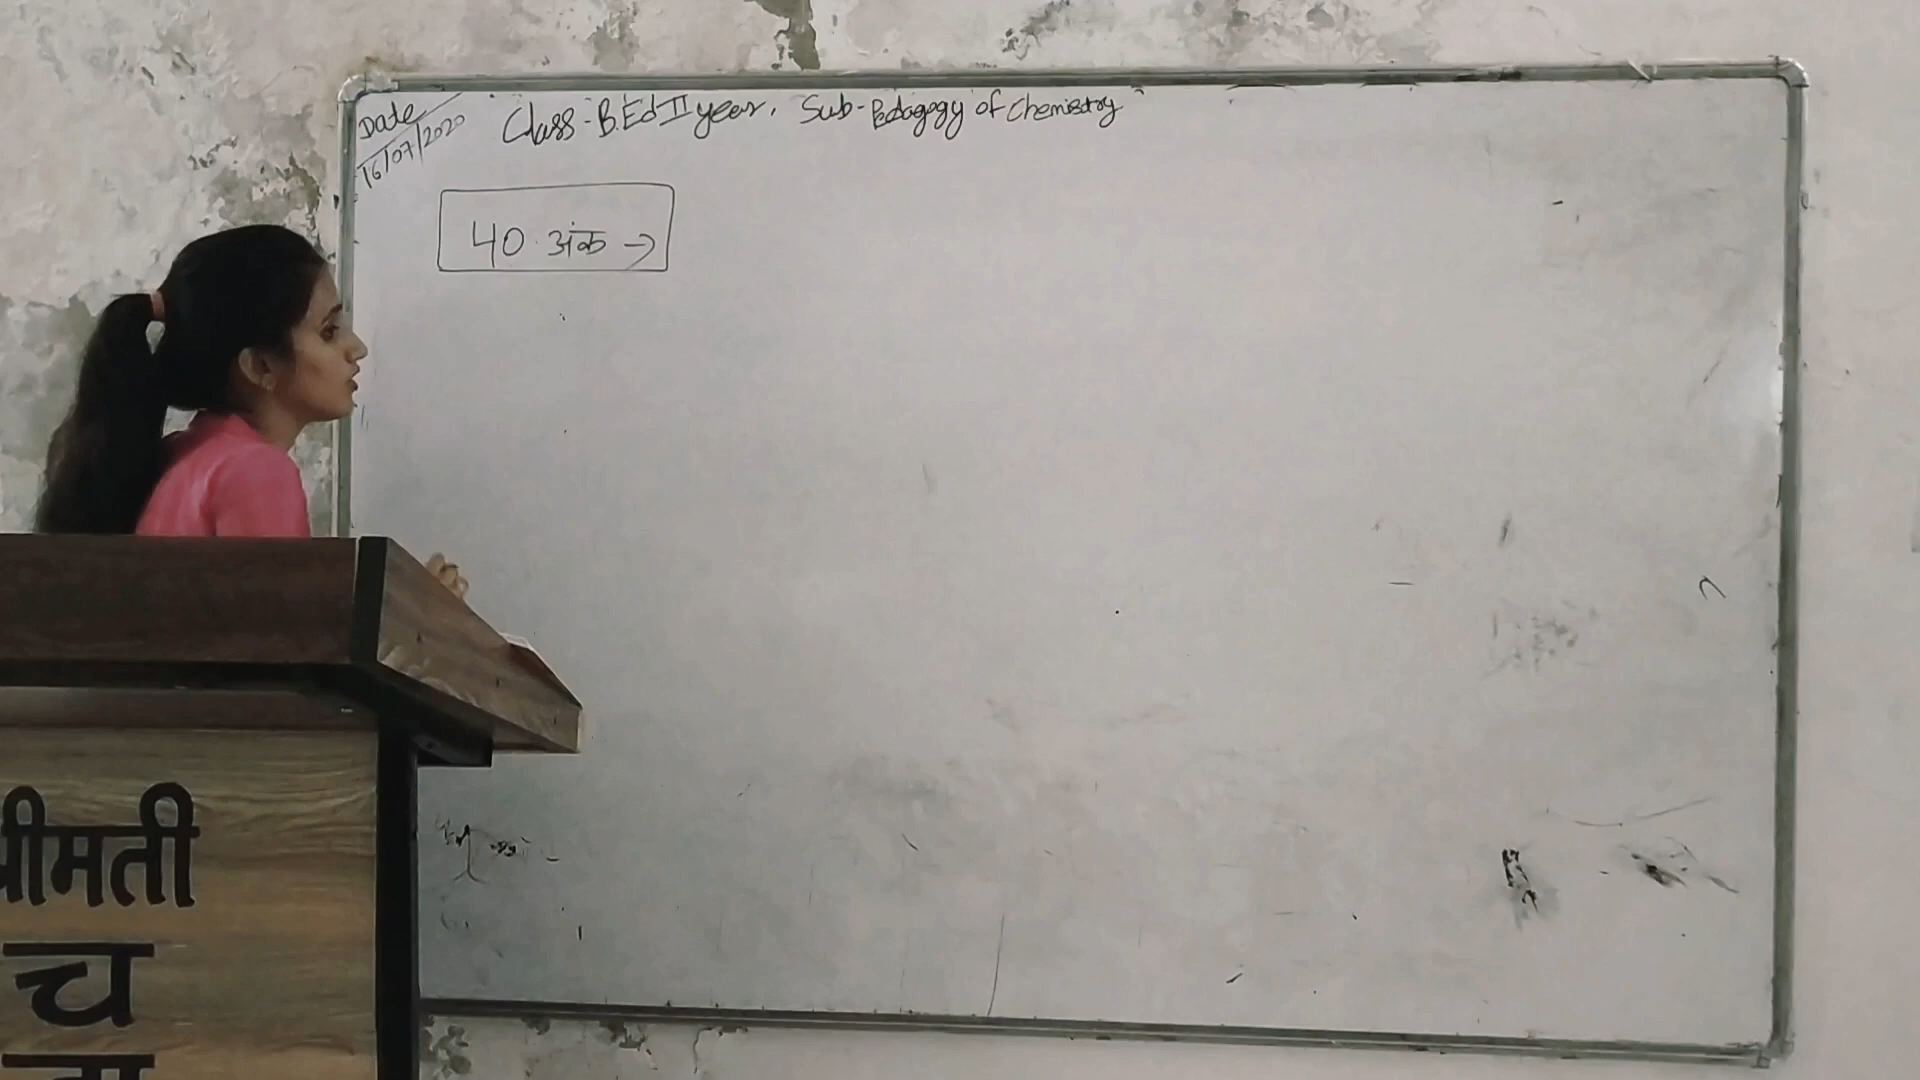 Date
16/07/2020
Class-B.Ed II year, Sub-Pedagogy of Chemistry
40 अंक →
श्रीमती
च